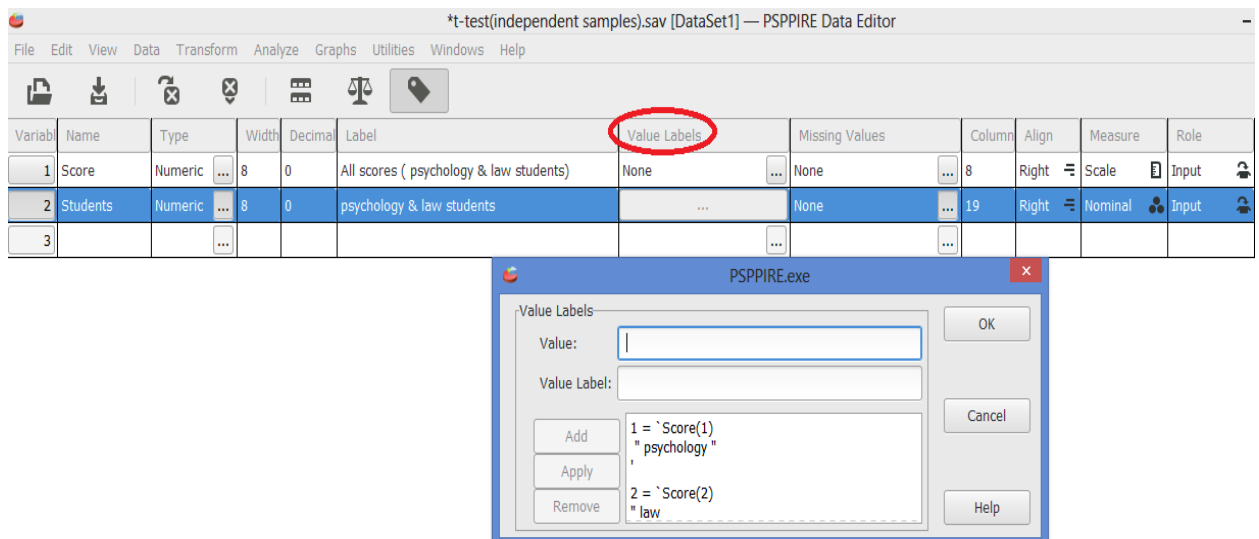 *t-test(independent samples).sav [DataSet1] — PSPPIRE Data Editor
File Edit View Data Transform Analyze Graphs Utilities Windows Help
Variabl Name Type Width Decimal Label Value Labels Missing Values Column Align Measure Role
1 Score Numeric ... 8 0 All scores ( psychology & law students) None ... None ... 8 Right Scale Input
2 Students Numeric ... 8 0 psychology & law students ... None ... 19 Right Nominal Input
3 ... ... ...
PSPPIRE.exe
Value Labels
Value:
Value Label:
Add
Apply
Remove
1 = `Score(1)
" psychology "
'
2 = `Score(2)
" law
OK
Cancel
Help